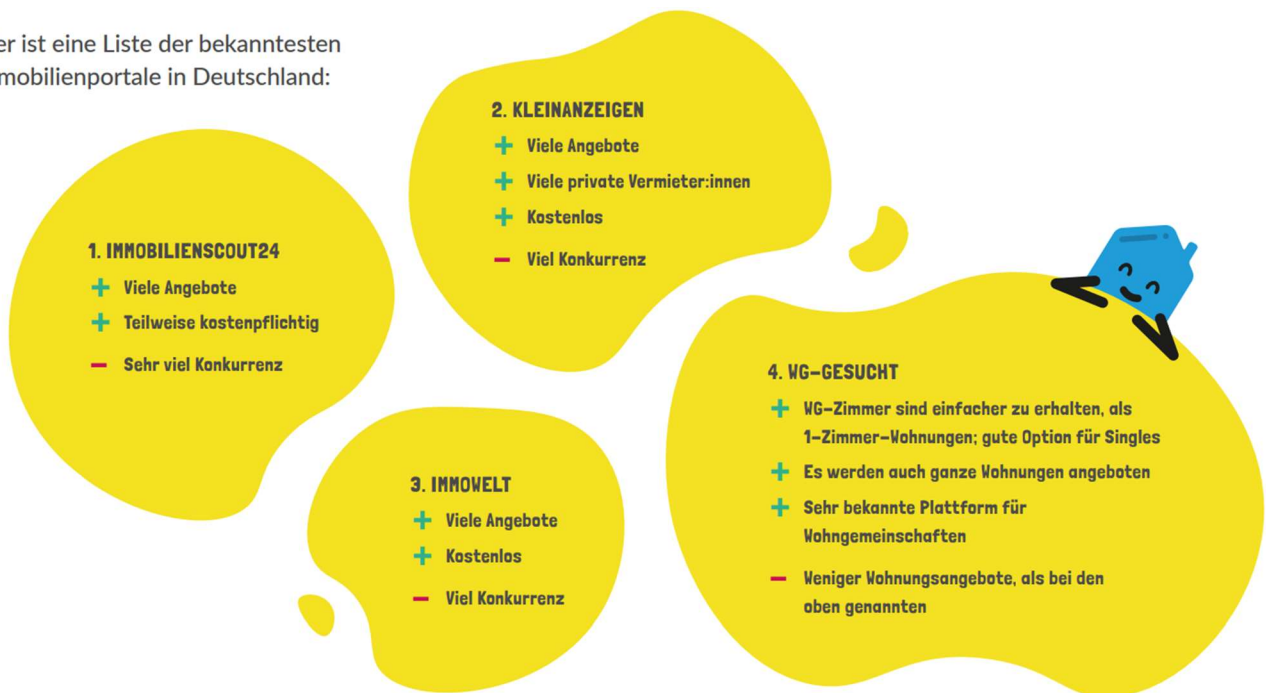 er ist eine Liste der bekanntesten
mobilienportale in Deutschland:
1. IMMOBILIENSCOUT24
+ Viele Angebote
+ Teilweise kostenpflichtig
– Sehr viel Konkurrenz
2. KLEINANZEIGEN
+ Viele Angebote
+ Viele private Vermieter:innen
+ Kostenlos
– Viel Konkurrenz
3. IMMOWELT
+ Viele Angebote
+ Kostenlos
– Viel Konkurrenz
4. WG-GESUCHT
+ WG-Zimmer sind einfacher zu erhalten, als
1-Zimmer-Wohnungen; gute Option für Singles
+ Es werden auch ganze Wohnungen angeboten
+ Sehr bekannte Plattform für
Wohngemeinschaften
– Weniger Wohnungsangebote, als bei den
oben genannten